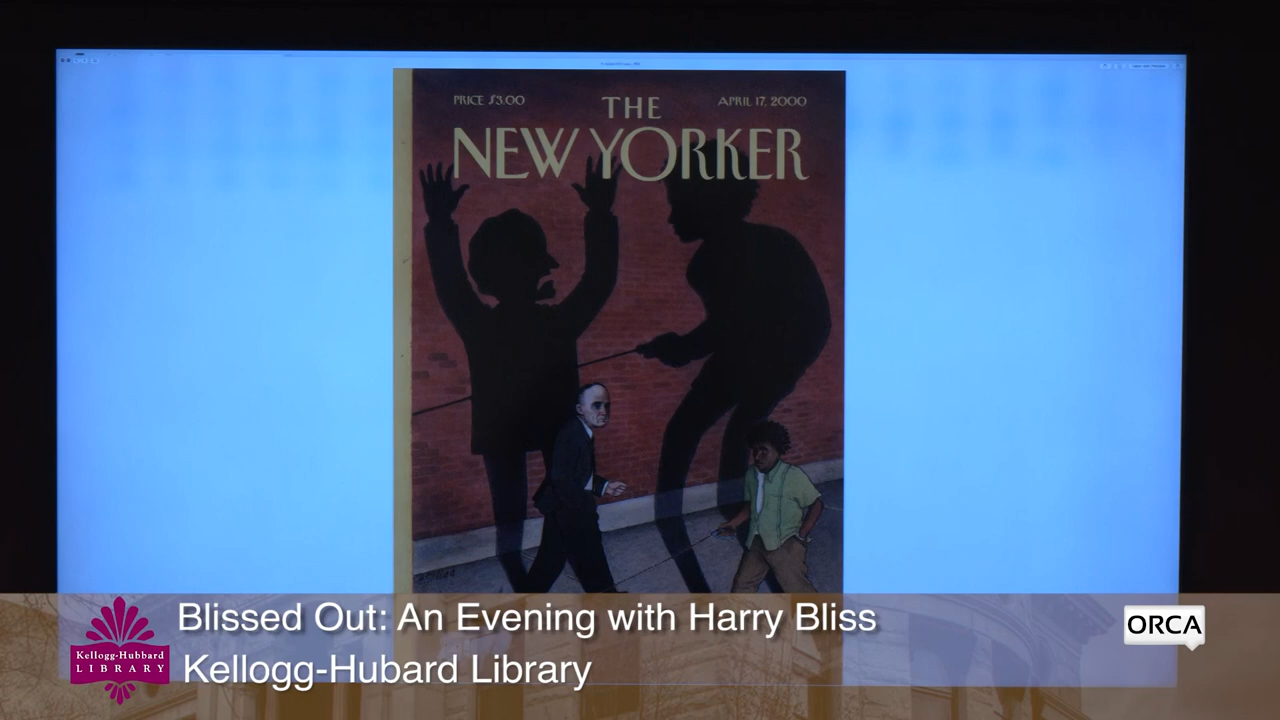 PRICE $3.00
APRIL 17, 2000
THE
NEW YORKER
Blissed Out: An Evening with Harry Bliss
Kellogg-Hubard Library
Kellogg-Hubbard
LIBRARY
ORCA